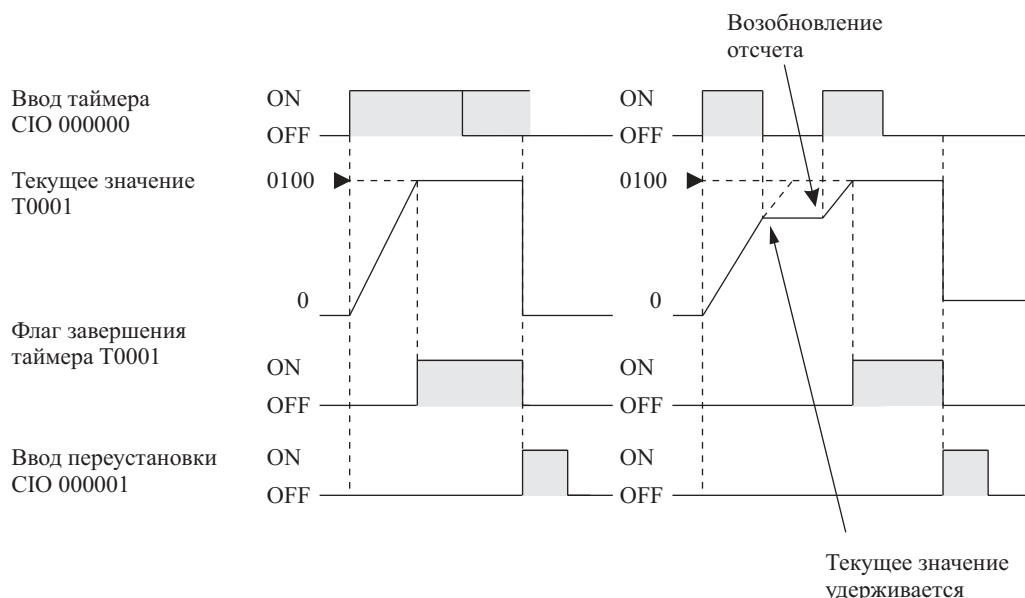 Возобновление
отсчета
Ввод таймера
CIO 000000
ON
OFF
ON
OFF
Текущее значение
T0001
0100
0
0100
0
Флаг завершения
таймера T0001
ON
OFF
ON
OFF
Ввод переустановки
CIO 000001
ON
OFF
ON
OFF
Текущее значение
удерживается